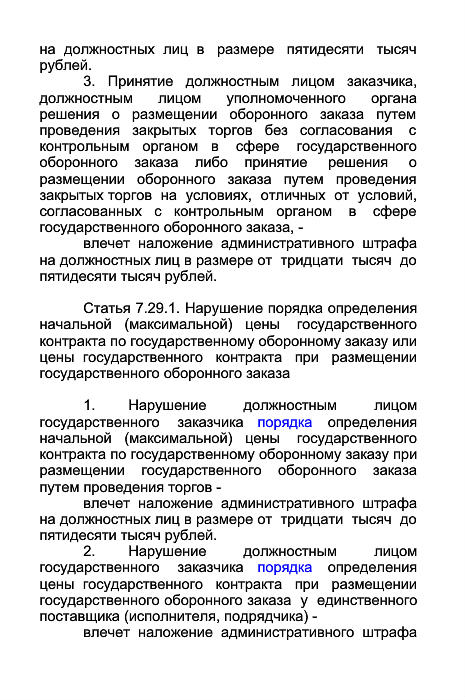 на должностных лиц в размере пятидесяти тысяч
рублей.
3. Принятие должностным лицом заказчика,
должностным лицом уполномоченного органа
решения о размещении оборонного заказа путем
проведения закрытых торгов без согласования с
контрольным органом в сфере государственного
оборонного заказа либо принятие решения о
размещении оборонного заказа путем проведения
закрытых торгов на условиях, отличных от условий,
согласованных с контрольным органом в сфере
государственного оборонного заказа, -
влечет наложение административного штрафа
на должностных лиц в размере от тридцати тысяч до
пятидесяти тысяч рублей.
Статья 7.29.1. Нарушение порядка определения
начальной (максимальной) цены государственного
контракта по государственному оборонному заказу или
цены государственного контракта при размещении
государственного оборонного заказа
1. Нарушение должностным лицом
государственного заказчика порядка определения
начальной (максимальной) цены государственного
контракта по государственному оборонному заказу при
размещении государственного оборонного заказа
путем проведения торгов -
влечет наложение административного штрафа
на должностных лиц в размере от тридцати тысяч до
пятидесяти тысяч рублей.
2. Нарушение должностным лицом
государственного заказчика порядка определения
цены государственного контракта при размещении
государственного оборонного заказа у единственного
поставщика (исполнителя, подрядчика) -
влечет наложение административного штрафа